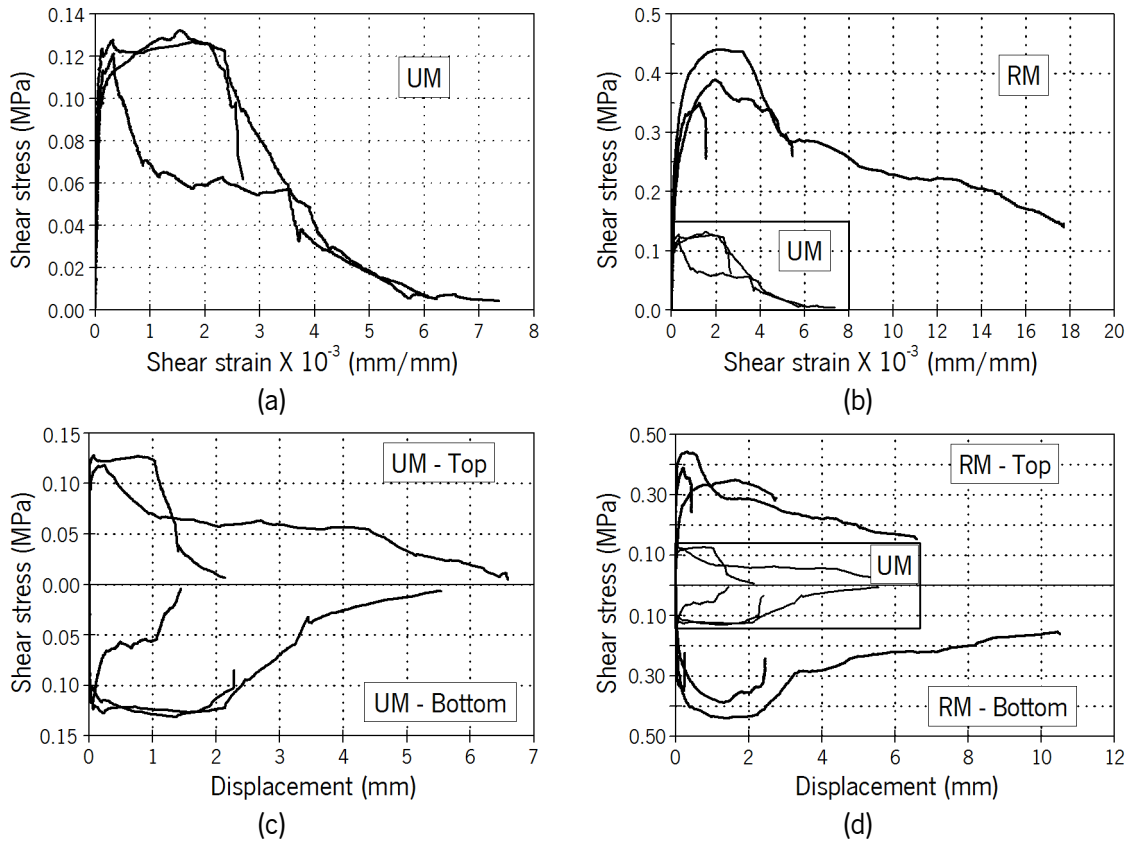 0.14
0.12
0.10
0.08
0.06
0.04
0.02
0.00
Shear stress (MPa)
UM
0 1 2 3 4 5 6 7 8
Shear strain X 10-3 (mm/mm)
(a)
0.5
0.4
0.3
0.2
0.1
0.0
Shear stress (MPa)
RM
UM
0 2 4 6 8 10 12 14 16 18 20
Shear strain X 10-3 (mm/mm)
(b)
0.15
0.10
0.05
0.00
0.05
0.10
0.15
Shear stress (MPa)
UM - Top
UM - Bottom
0 1 2 3 4 5 6 7
Displacement (mm)
(c)
0.50
0.30
0.10
0.10
0.30
0.50
Shear stress (MPa)
RM - Top
UM
RM - Bottom
0 2 4 6 8 10 12
Displacement (mm)
(d)